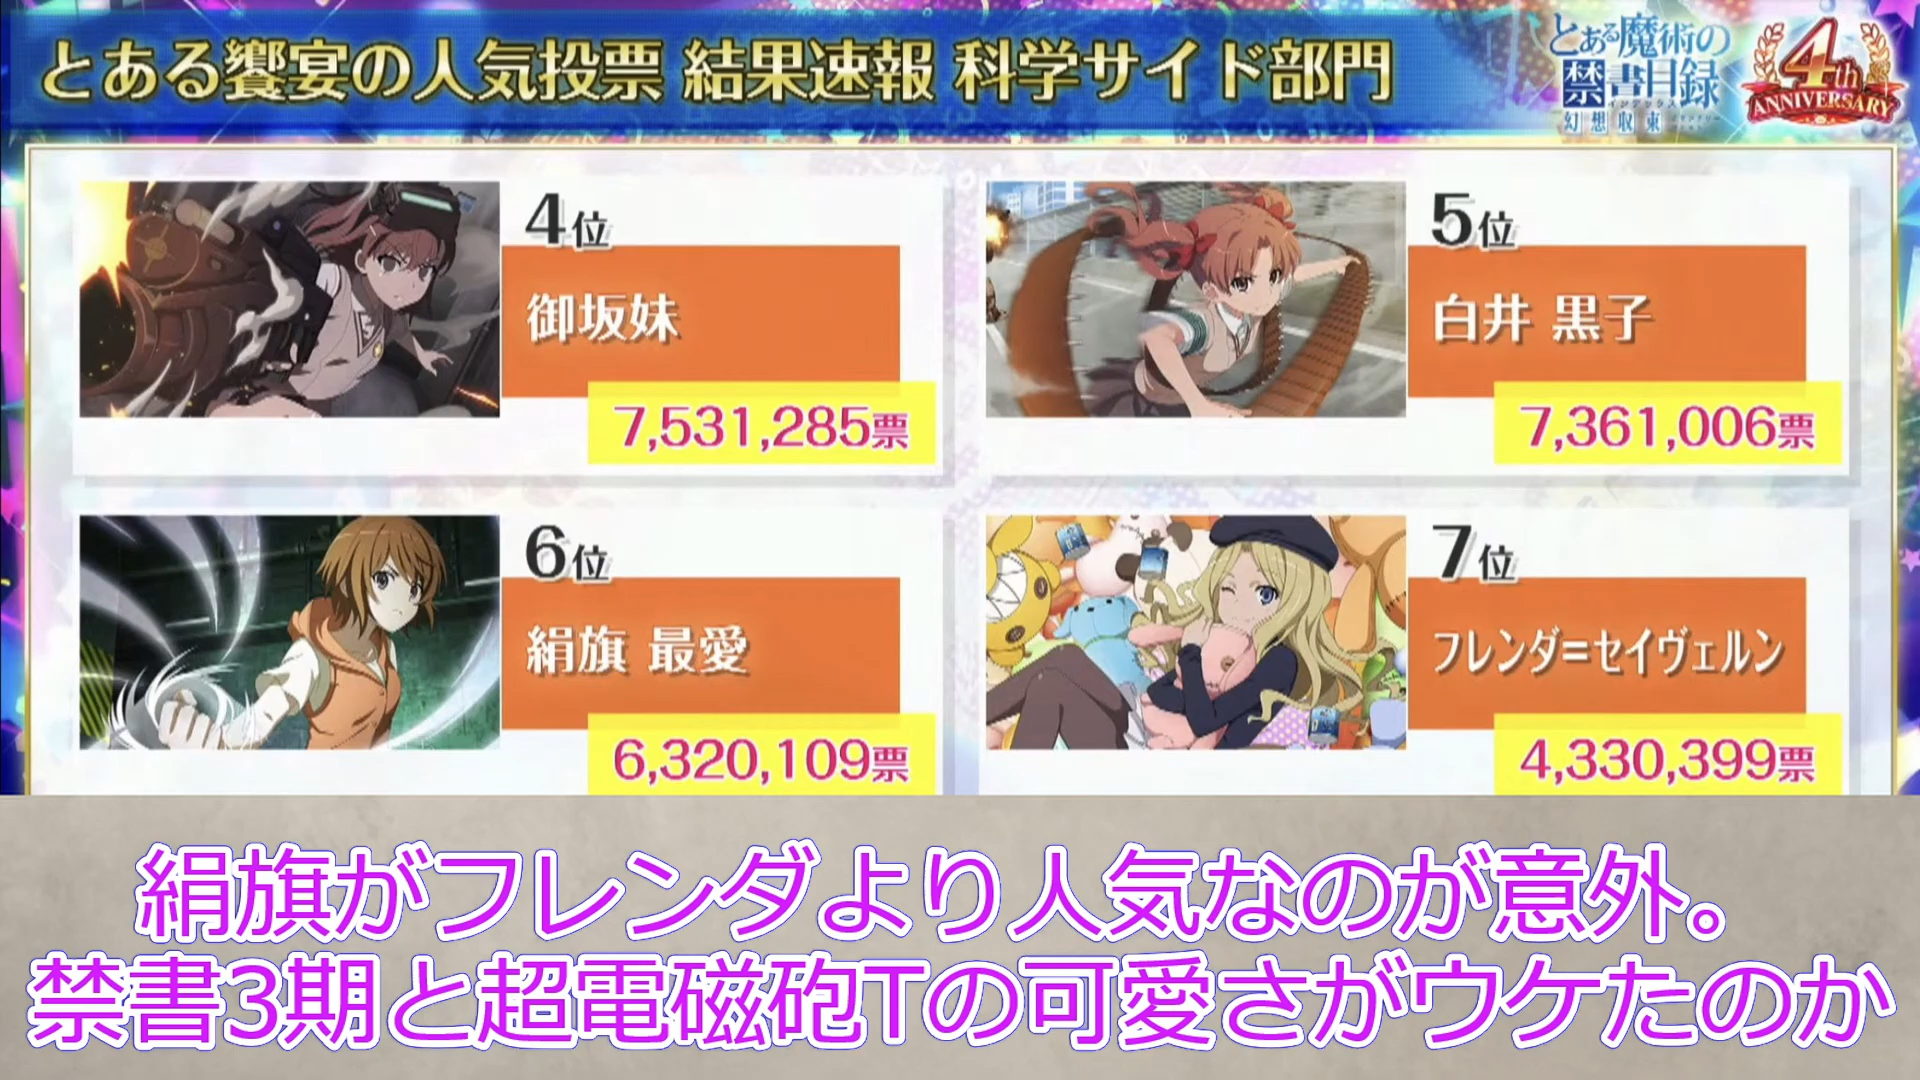 とある饗宴の人気投票 結果速報 科学サイド部門
とある魔術の
禁書目録
インデックス
幻想収束
4th
ANNIVERSARY
4位
御坂妹
7,531,285票
5位
白井 黒子
7,361,006票
6位
絹旗 最愛
6,320,109票
7位
フレンダ=セイヴェルン
4,330,399票
絹旗がフレンダより人気なのが意外。
禁書3期と超電磁砲Tの可愛さがウケたのか